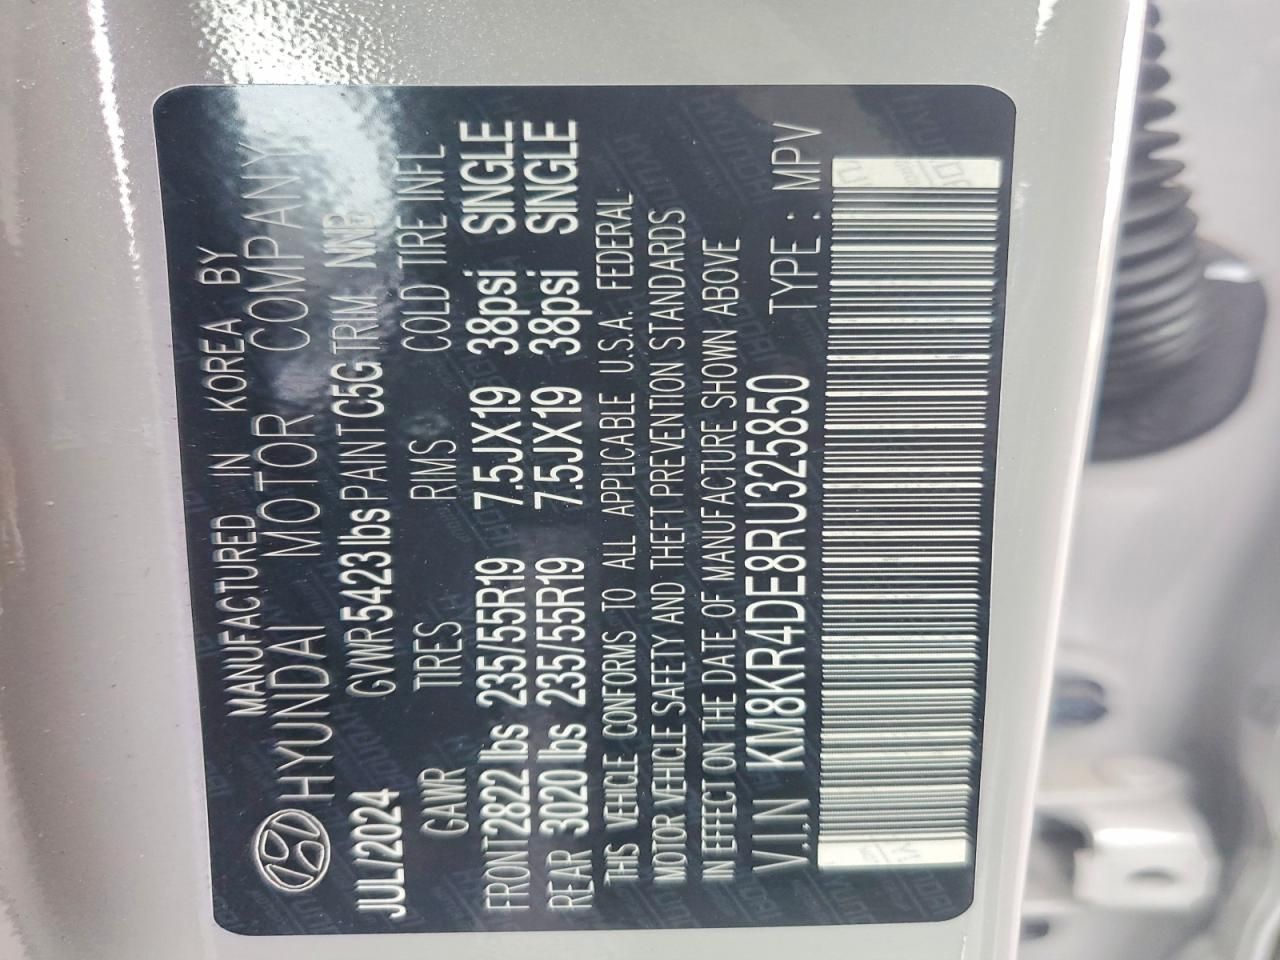 MANUFACTURED IN KOREA BY
HYUNDAI MOTOR COMPANY
JUL/2024 GVWR 5423 lbs PAINT C5G TRIM NNB
GAWR TIRES RIMS COLD TIRE INFL
FRONT 2822 lbs 235/55R19 7.5JX19 38psi SINGLE
REAR 3020 lbs 235/55R19 7.5JX19 38psi SINGLE
THIS VEHICLE CONFORMS TO ALL APPLICABLE U.S.A. FEDERAL
MOTOR VEHICLE SAFETY AND THEFT PREVENTION STANDARDS
IN EFFECT ON THE DATE OF MANUFACTURE SHOWN ABOVE
V.I.N KM8KR4DE8RU325850 TYPE : MPV